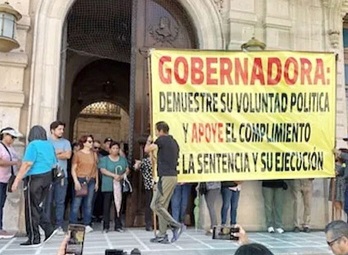 GOBERNADORA:
DEMUESTRE SU VOLUNTAD POLITICA
Y APOYE EL CUMPLIMIENTO
DE LA SENTENCIA Y SU EJECUCIÓN